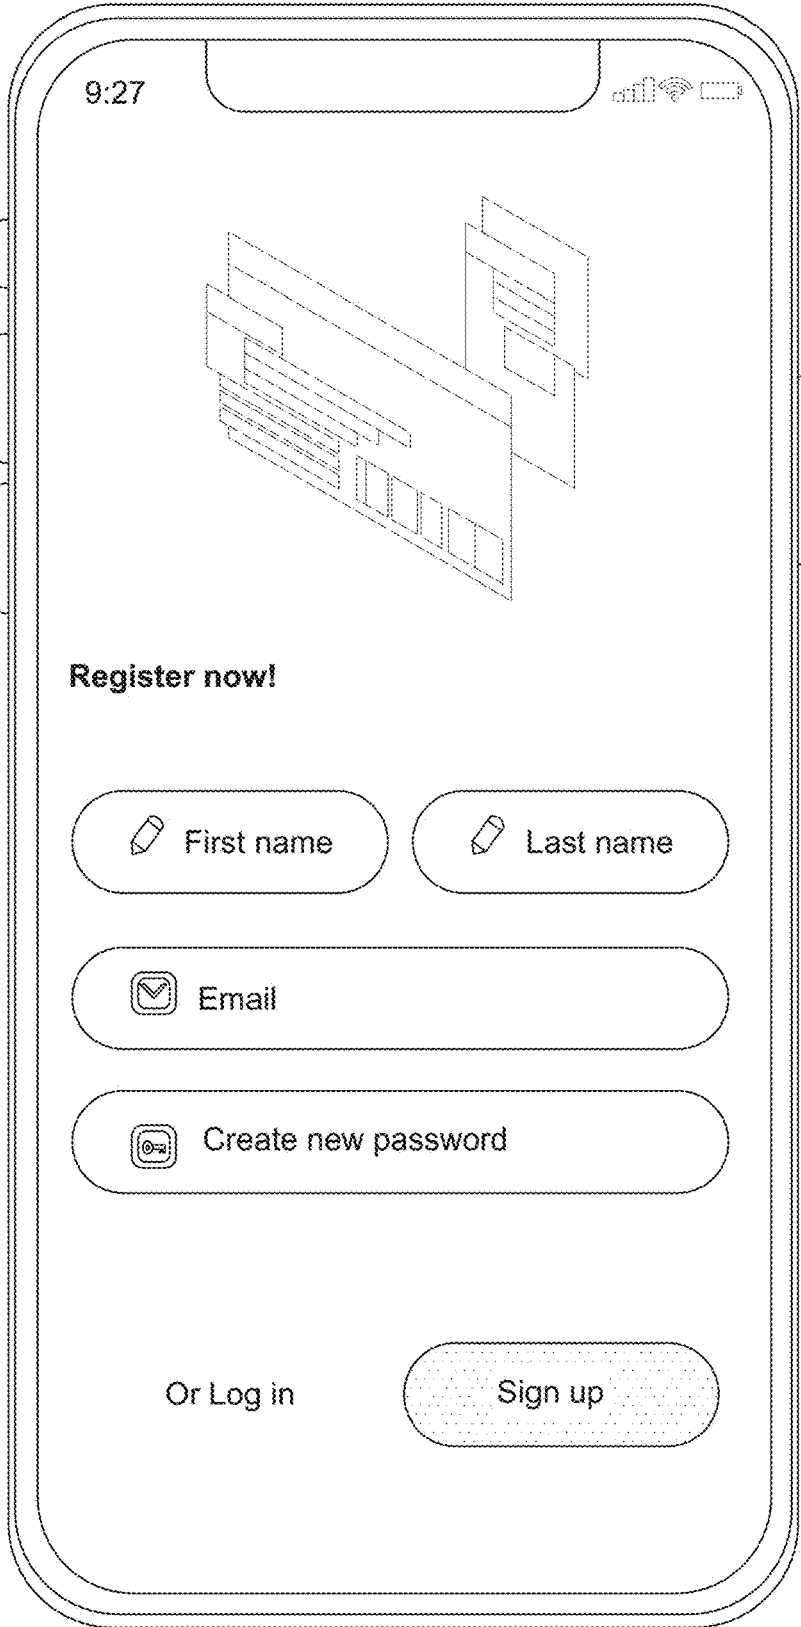 9:27
Register now!
First name
Last name
Email
Create new password
Or Log in
Sign up